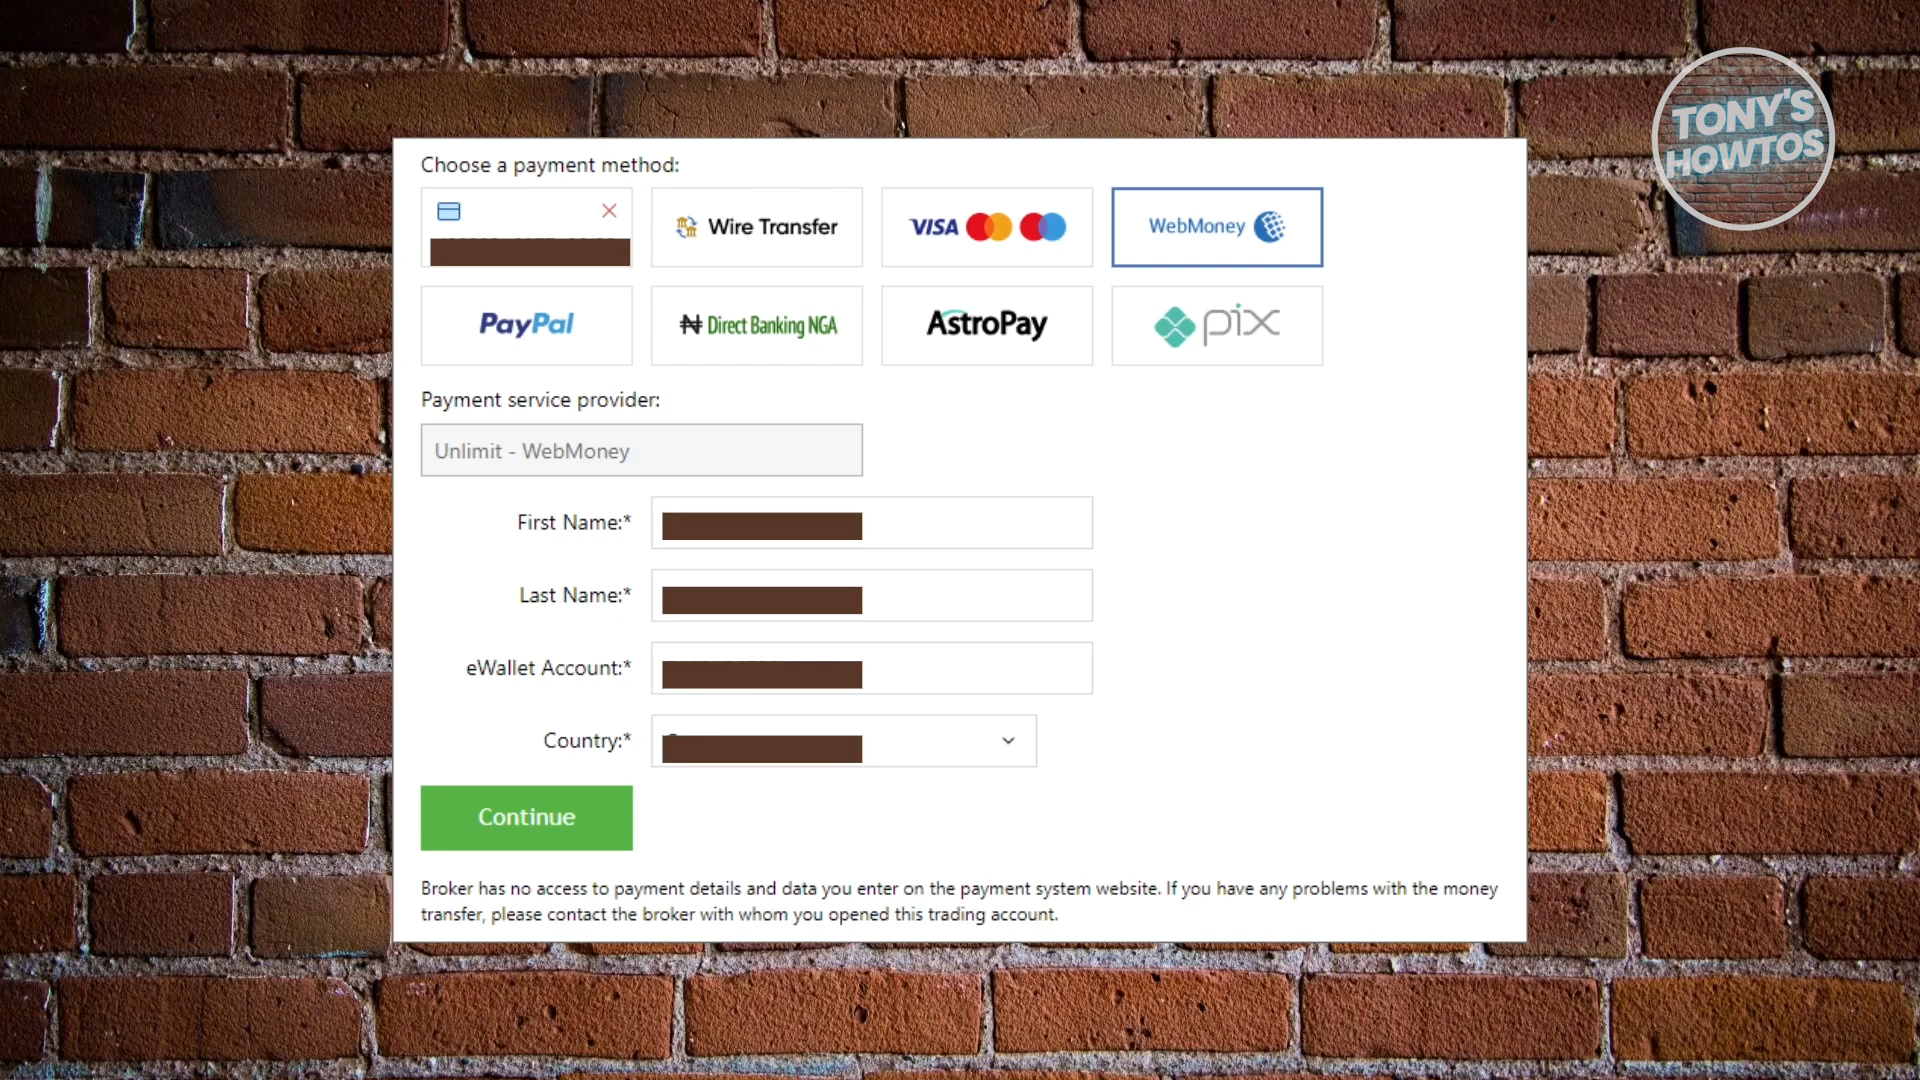 TONY'S
HOWTOS
Choose a payment method:
Wire Transfer
VISA
WebMoney
PayPal
Direct Banking NGA
AstroPay
pix
Payment service provider:
Unlimit - WebMoney
First Name:*
Last Name:*
eWallet Account:*
Country:*
Continue
Broker has no access to payment details and data you enter on the payment system website. If you have any problems with the money
transfer, please contact the broker with whom you opened this trading account.